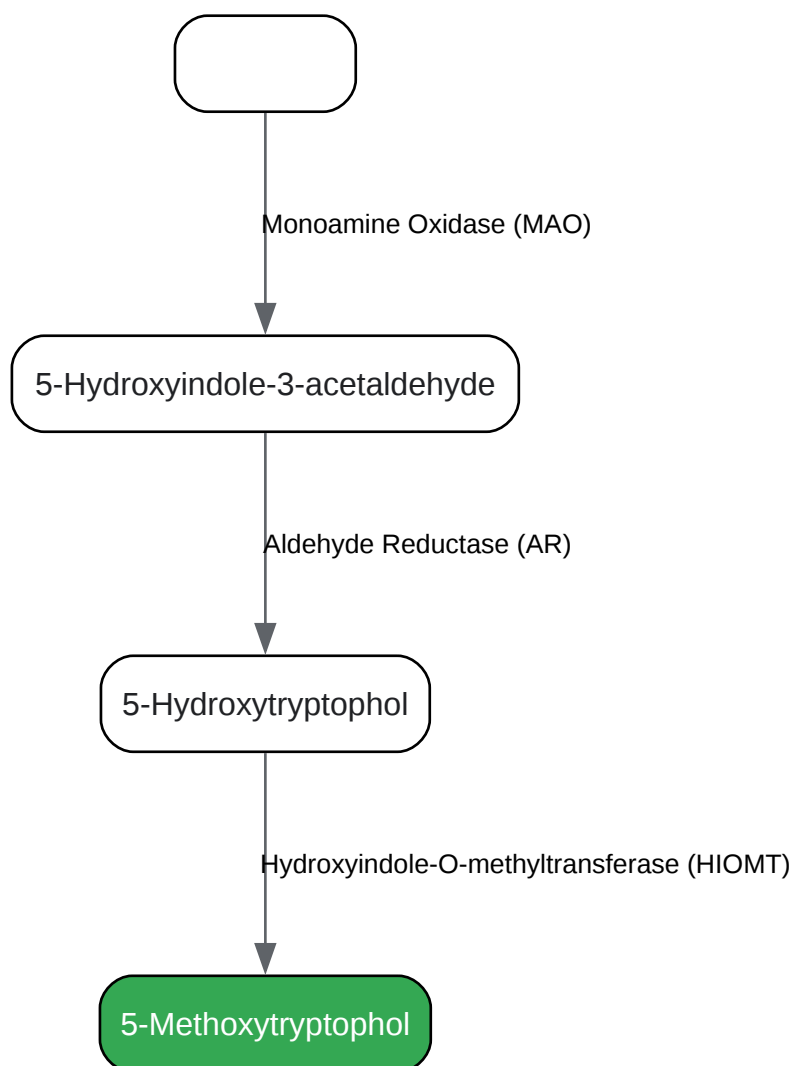 Monoamine Oxidase (MAO)
5-Hydroxyindole-3-acetaldehyde
Aldehyde Reductase (AR)
5-Hydroxytryptophol
Hydroxyindole-O-methyltransferase (HIOMT)
5-Methoxytryptophol